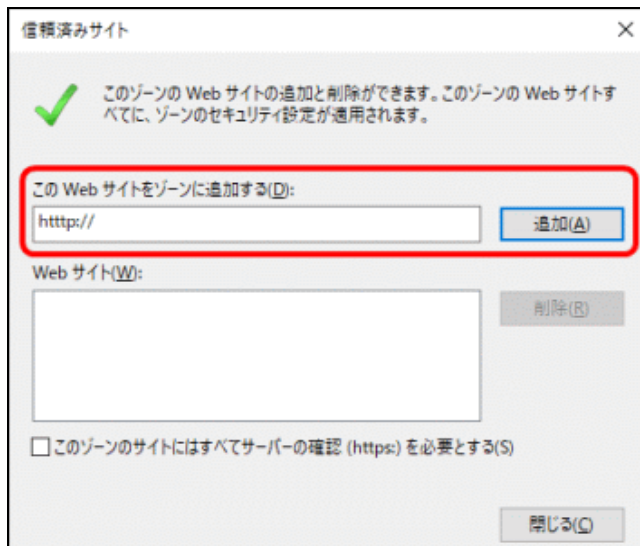 信頼済みサイト
このゾーンの Web サイトの追加と削除ができます。このゾーンの Web サイトす
べてに、ゾーンのセキュリティ設定が適用されます。
この Web サイトをゾーンに追加する(D):
htttp://
追加(A)
Web サイト(W):
削除(R)
このゾーンのサイトにはすべてサーバーの確認 (https:) を必要とする(S)
閉じる(C)